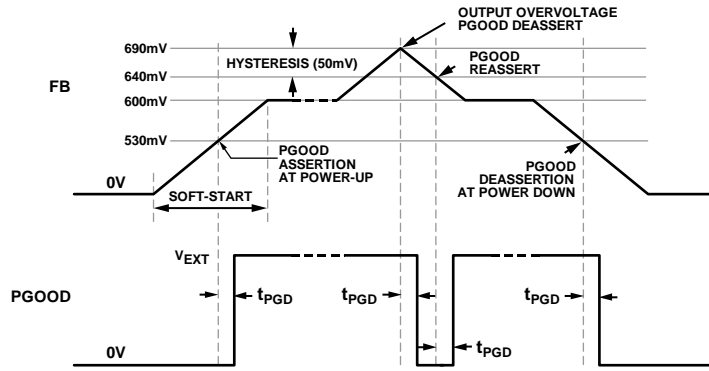 OUTPUT OVERVOLTAGE
PGOOD DEASSERT
690mV
HYSTERESIS (50mV)
PGOOD
REASSERT
640mV
FB
600mV
530mV
PGOOD
ASSERTION
AT POWER-UP
PGOOD
DEASSERTION
AT POWER DOWN
0V
SOFT-START
VEXT
PGOOD
tPGD
tPGD
tPGD
tPGD
0V